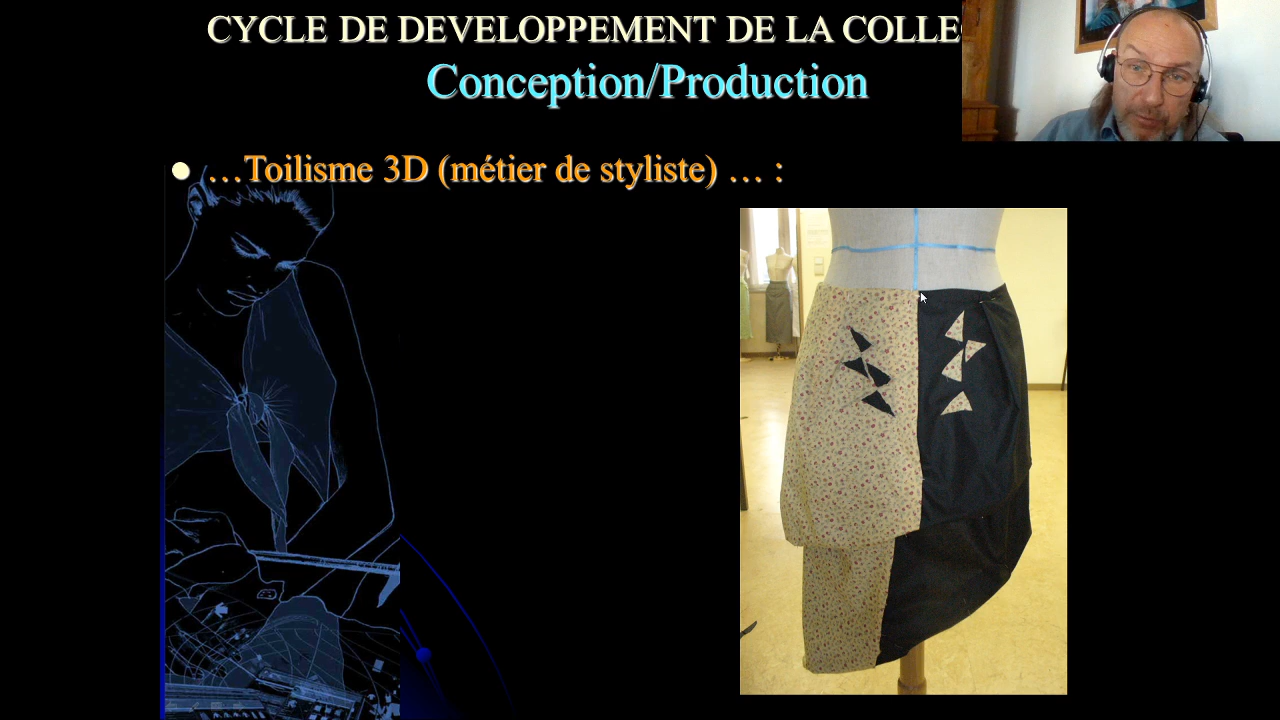 CYCLE DE DEVELOPPEMENT DE LA COLLE
Conception/Production
…Toilisme 3D (métier de styliste) … :